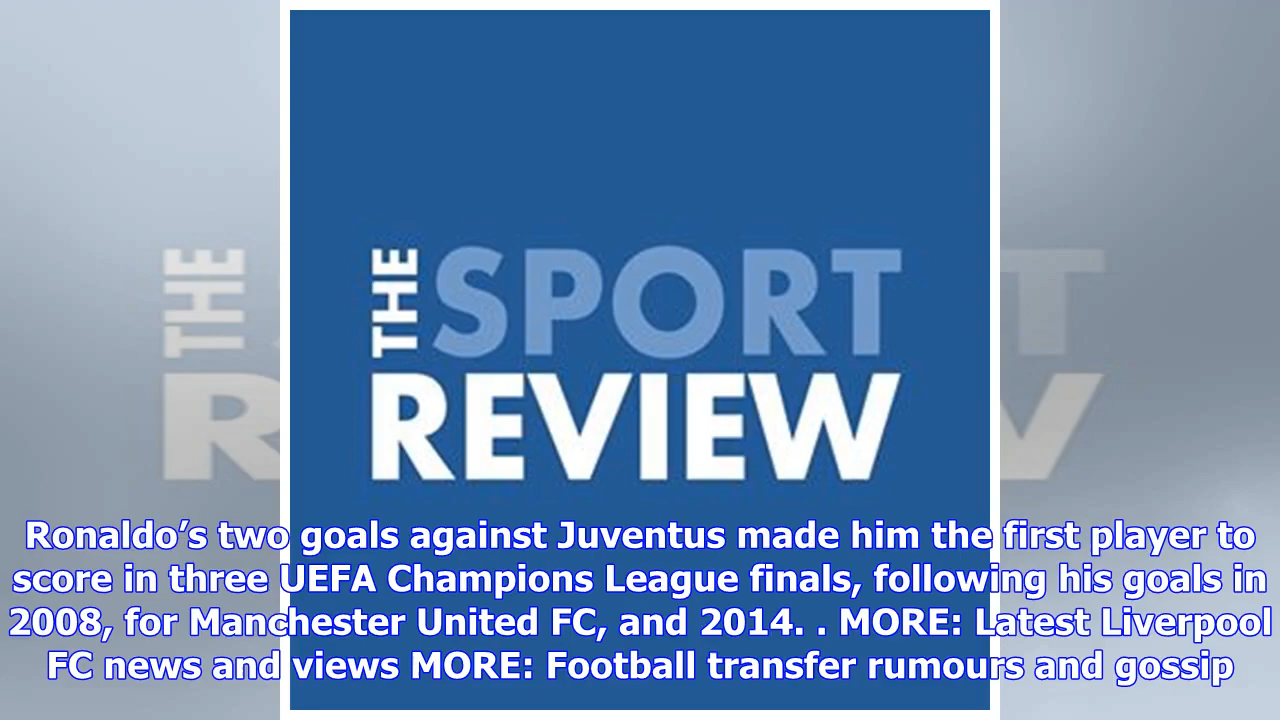 THE SPORT
REVIEW
THE
R
T
V
Ronaldo’s two goals against Juventus made him the first player to
score in three UEFA Champions League finals, following his goals in
2008, for Manchester United FC, and 2014. . MORE: Latest Liverpool
FC news and views MORE: Football transfer rumours and gossip